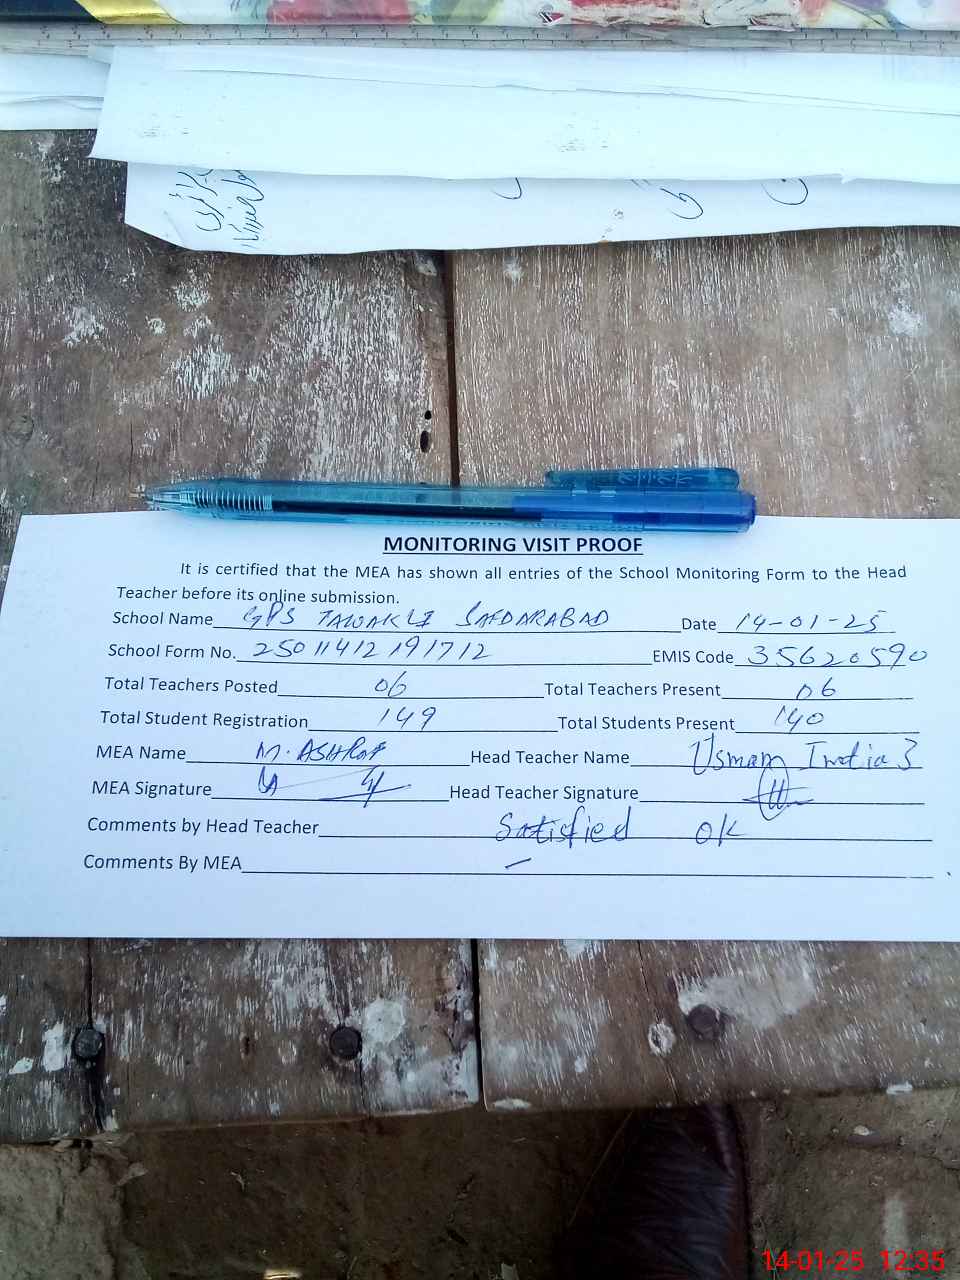 MONITORING VISIT PROOF
It is certified that the MEA has shown all entries of the School Monitoring Form to the Head
Teacher before its online submission.
School Name GPS TAWAKLI SAFDARABAD Date 14-01-25
School Form No. 25011412191712 EMIS Code 35620590
Total Teachers Posted 06 Total Teachers Present 06
Total Student Registration 149 Total Students Present 140
MEA Name M. ASHRAF Head Teacher Name Usman
MEA Signature Head Teacher Signature
Comments by Head Teacher Satisfied OK
Comments By MEA –
14-01-25 12:35